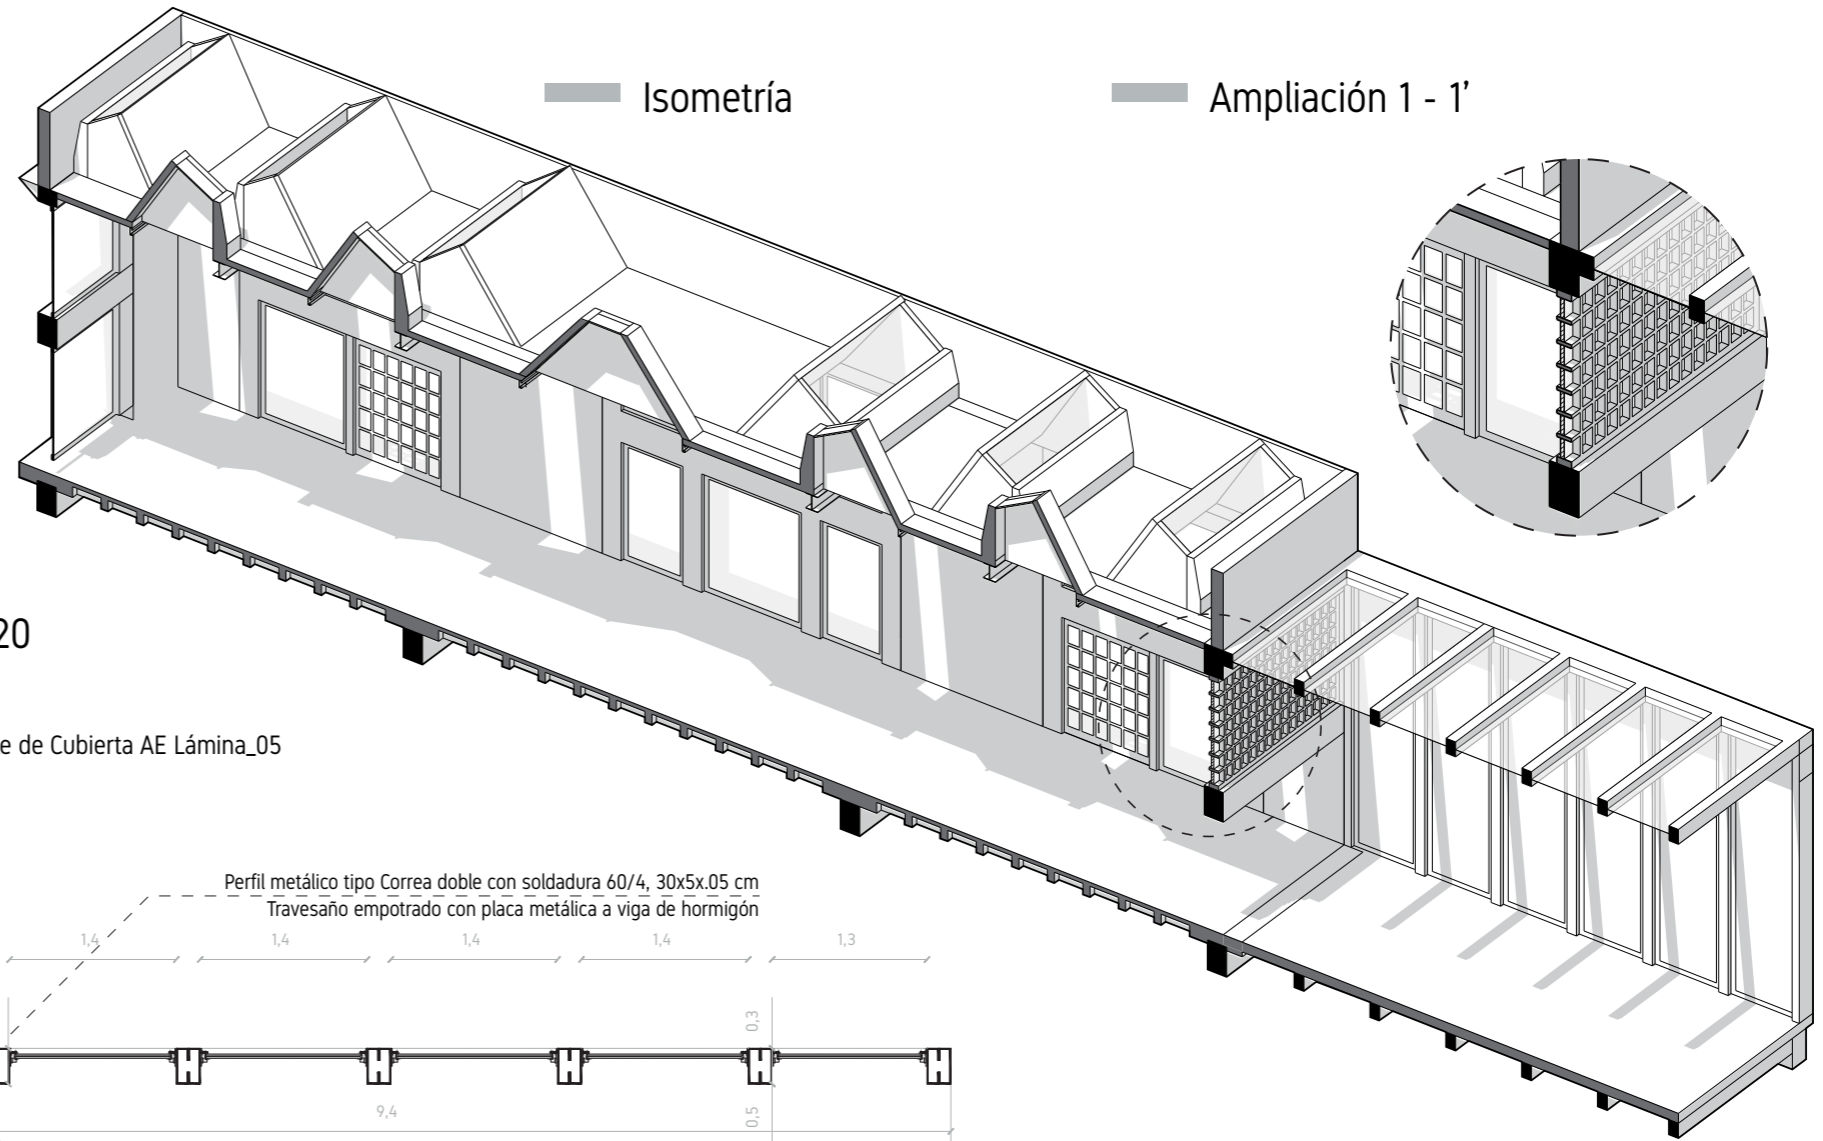 Isometría
Ampliación 1 - 1’
20
e de Cubierta AE Lámina_05
Perfil metálico tipo Correa doble con soldadura 60/4, 30x5x.05 cm
Travesaño empotrado con placa metálica a viga de hormigón
1,4
1,4
1,4
1,4
1,3
0,3
9,4
0,5